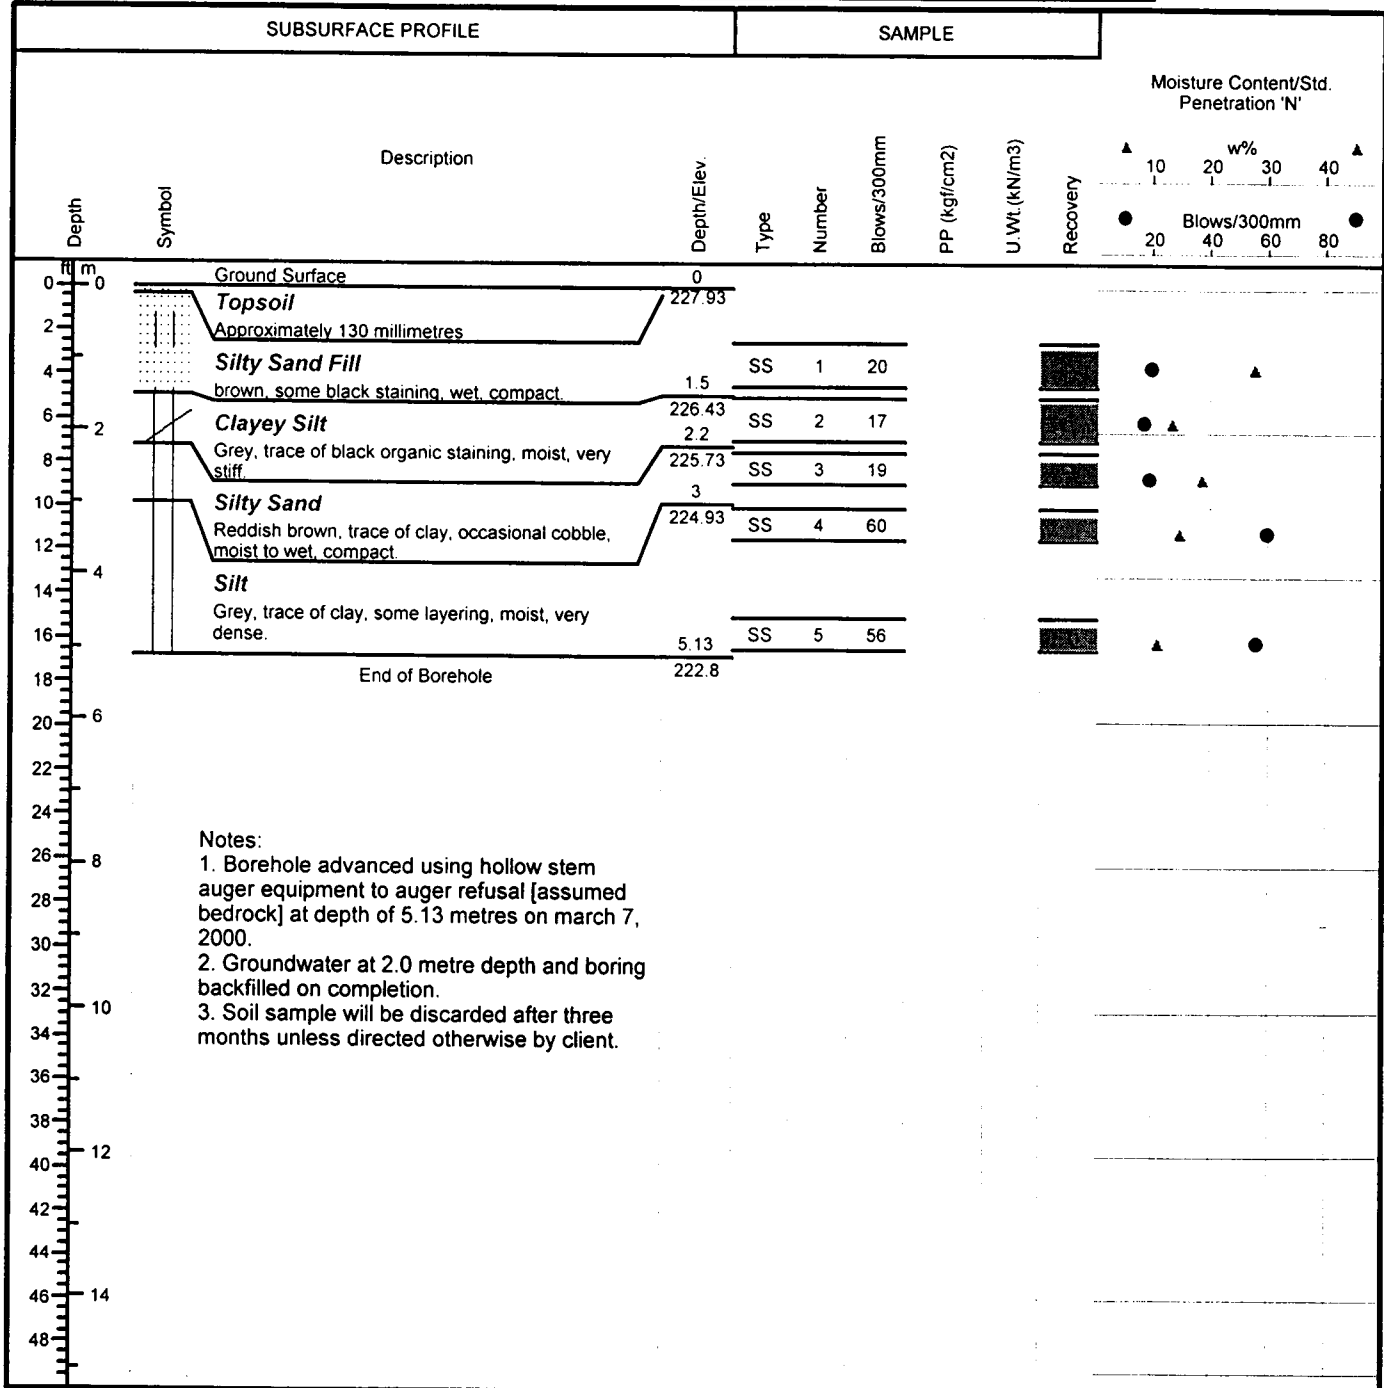 SUBSURFACE PROFILE
SAMPLE
Moisture Content/Std.
Penetration 'N'
Depth
Symbol
Description
Depth/Elev.
Type
Number
Blows/300mm
PP (kgf/cm2)
U.Wt.(kN/m3)
Recovery
w%
10 20 30 40
Blows/300mm
20 40 60 80
ft m
0 0
Ground Surface
0
227.93
Topsoil
Approximately 130 millimetres
2
Silty Sand Fill
brown, some black staining, wet, compact.
4
SS 1 20
1.5
226.43
Clayey Silt
6 2
SS 2 17
2.2
225.73
Grey, trace of black organic staining, moist, very
stiff.
8
SS 3 19
3
224.93
Silty Sand
10
Reddish brown, trace of clay, occasional cobble,
moist to wet, compact.
SS 4 60
12
4
Silt
14
Grey, trace of clay, some layering, moist, very
dense.
16
SS 5 56
5.13
222.8
End of Borehole
18
6
20
22
24
26 8
28
30
32
10
34
36
38
12
40
42
44
46 14
48
Notes:
1. Borehole advanced using hollow stem
auger equipment to auger refusal [assumed
bedrock] at depth of 5.13 metres on march 7,
2000.
2. Groundwater at 2.0 metre depth and boring
backfilled on completion.
3. Soil sample will be discarded after three
months unless directed otherwise by client.